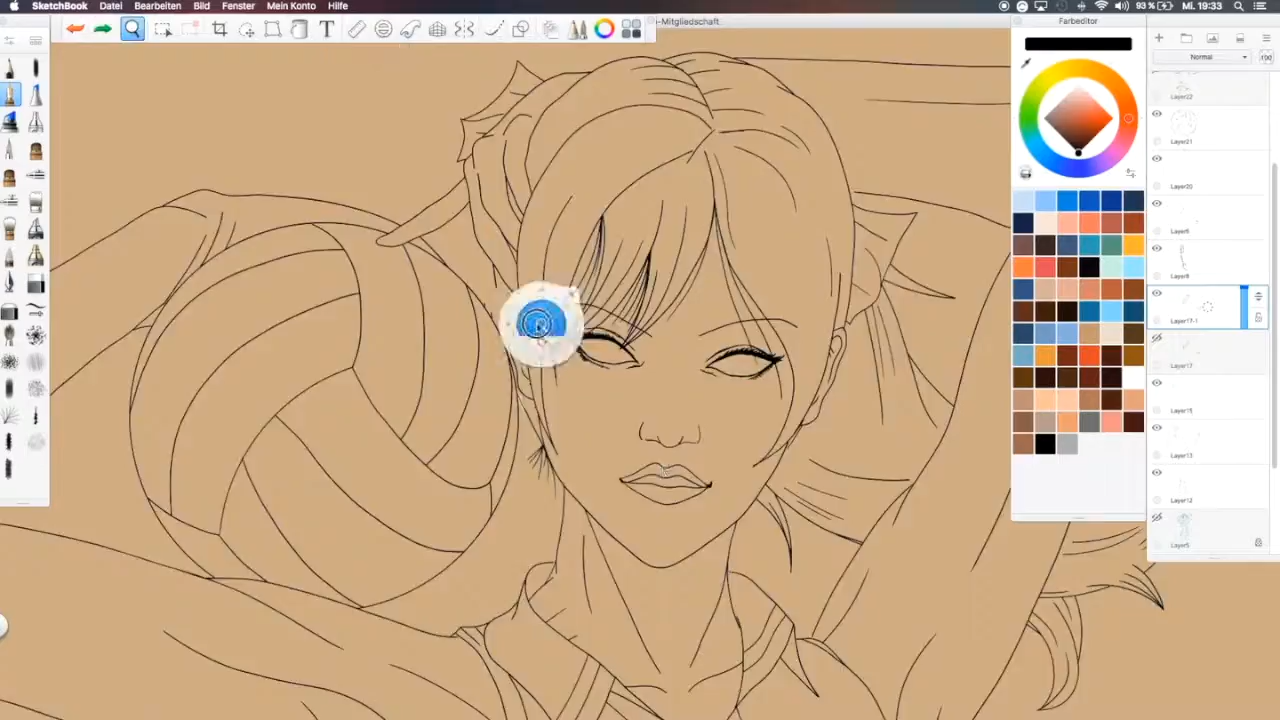 SketchBook Datei Bearbeiten Bild Fenster Mein Konto Hilfe 93 % Mi. 19:33
-Mitgliedschaft
Farbeditor
T
Normal
100
Layer22
Layer21
Layer20
Layer6
Layer8
Layer17-1
Layer17
Layer15
Layer13
Layer12
Layer5